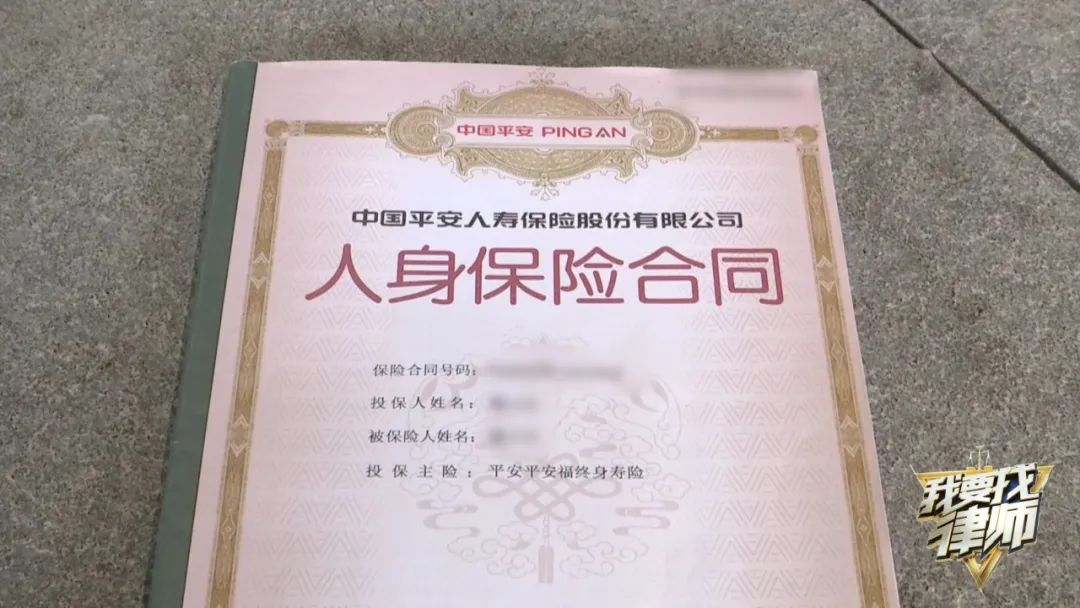 中国平安 PING AN
中国平安人寿保险股份有限公司
人身保险合同
保险合同号码:
投保人姓名:
被保险人姓名:
投保主险: 平安平安福终身寿险
我要找
律师